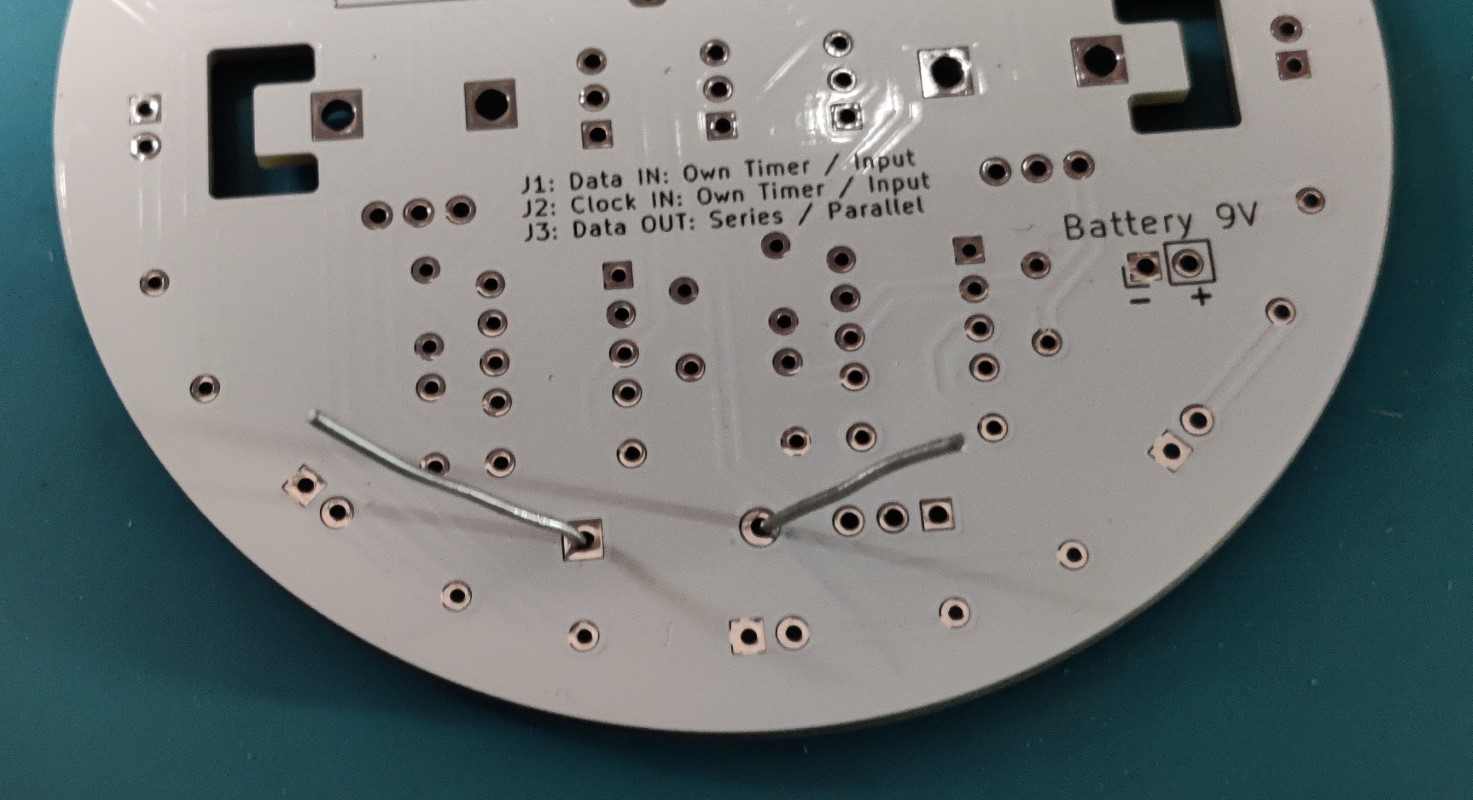 J1: Data IN: Own Timer / Input
J2: Clock IN: Own Timer / Input
J3: Data OUT: Series / Parallel
Battery 9V
- +